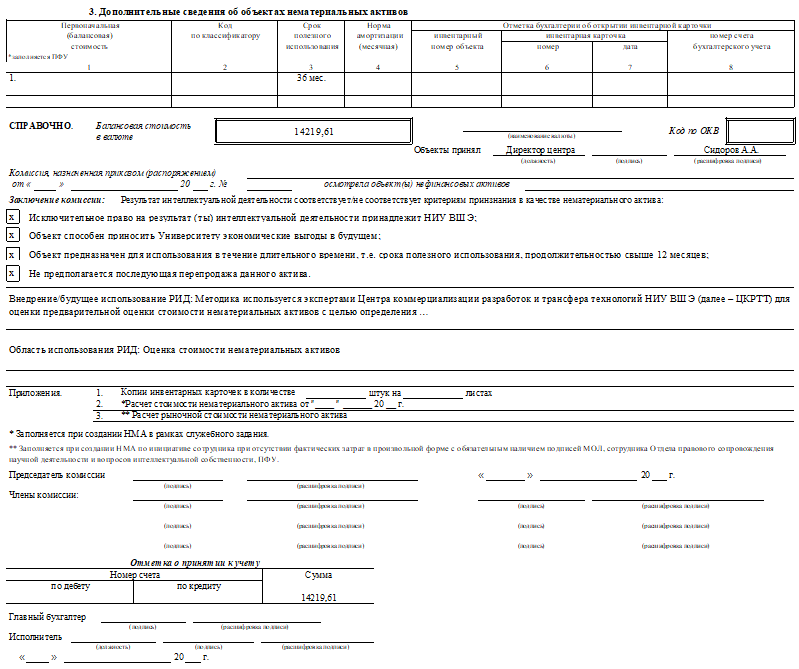 3. Дополнительные сведения об объектах нематериальных активов
Первоначальная (балансовая) стоимость
*заполняется ПФУ
Код по классификатору
Срок полезного использования
Норма амортизации (месячная)
Отметка бухгалтерии об открытии инвентарной карточки
инвентарный номер объекта
инвентарная карточка
номер
дата
номер счета бухгалтерского учета
1 2 3 4 5 6 7 8
1. 36 мес.
СПРАВОЧНО. Балансовая стоимость в валюте 14219,61 Код по ОКВ
(наименование валюты)
Объекты принял Директор центра Сидоров А.А.
(должность) (подпись) (расшифровка подписи)
Комиссия, назначенная приказом (распоряжением)
от « » 20 г. № осмотрела объект(ы) нефинансовых активов
Заключение комиссии: Результат интеллектуальной деятельности соответствует/не соответствует критериям признания в качестве нематериального актива:
x Исключительное право на результат (ты) интеллектуальной деятельности принадлежит НИУ ВШЭ;
x Объект способен приносить Университету экономические выгоды в будущем;
x Объект предназначен для использования в течение длительного времени, т.е. срока полезного использования, продолжительностью свыше 12 месяцев;
x Не предполагается последующая перепродажа данного актива.
Внедрение/будущее использование РИД: Методика используется экспертами Центра коммерциализации разработок и трансфера технологий НИУ ВШЭ (далее – ЦКРТТ) для
оценки предварительной оценки стоимости нематериальных активов с целью определения …
Область использования РИД: Оценка стоимости нематериальных активов
Приложения. 1. Копии инвентарных карточек в количестве штук на листах
2. *Расчет стоимости нематериального актива от "____" ______ 20 __ г.
3. ** Расчет рыночной стоимости нематериального актива
* Заполняется при создании НМА в рамках служебного задания.
** Заполняется при создании НМА по инициативе сотрудника при отсутствии фактических затрат в произвольной форме с обязательным наличием подписей МОЛ, сотрудника Отдела правового сопровождения
научной деятельности и вопросов интеллектуальной собственности, ПФУ.
Председатель комиссии « » 20 г.
(подпись) (расшифровка подписи)
Члены комиссии:
(подпись) (расшифровка подписи) (подпись) (расшифровка подписи)
(подпись) (расшифровка подписи) (подпись) (расшифровка подписи)
(подпись) (расшифровка подписи) (подпись) (расшифровка подписи)
Отметка о принятии к учету
Номер счета Сумма
по дебету по кредиту
14219,61
Главный бухгалтер
(подпись) (расшифровка подписи)
Исполнитель
(должность) (подпись) (расшифровка подписи)
« » 20 г.